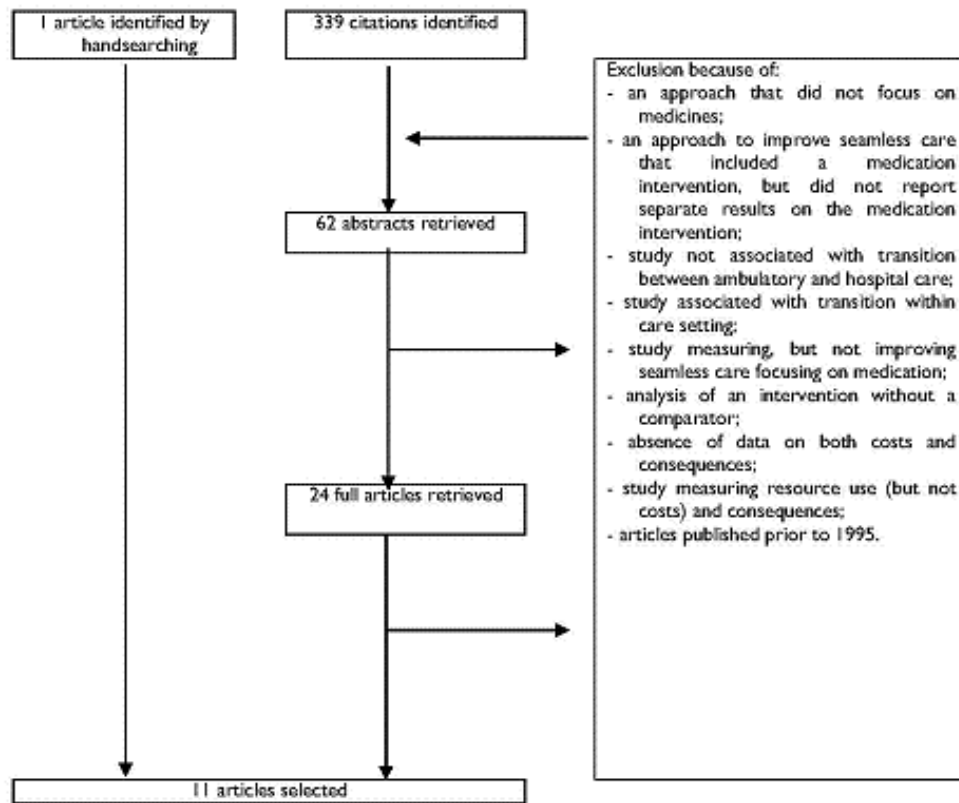 1 article identified by
handsearching
339 citations identified
Exclusion because of:
- an approach that did not focus on
medicines;
- an approach to improve seamless care
that included a medication
intervention, but did not report
separate results on the medication
intervention;
- study not associated with transition
between ambulatory and hospital care;
- study associated with transition within
care setting;
- study measuring, but not improving
seamless care focusing on medication;
- analysis of an intervention without a
comparator;
- absence of data on both costs and
consequences;
- study measuring resource use (but not
costs) and consequences;
- articles published prior to 1995.
62 abstracts retrieved
24 full articles retrieved
11 articles selected